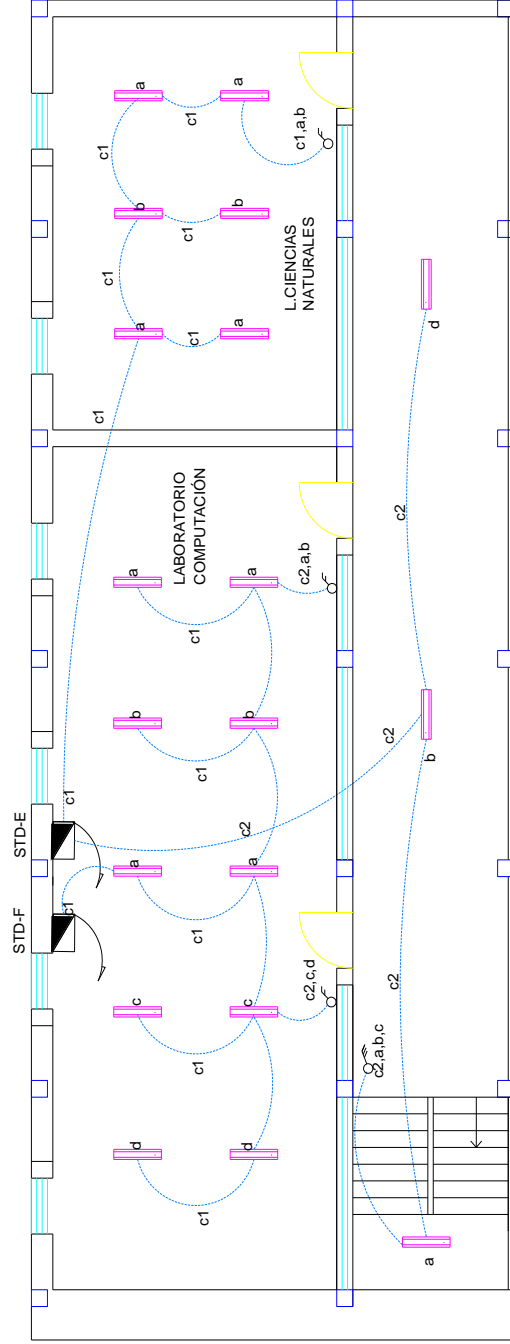 STD-F
STD-E
c1
c1
c1
c1
c1
d
c
a
b
a
a
b
a
LABORATORIO
COMPUTACIÓN
c1
c1
c1
c1
c1
c1
c1
c1
d
c
a
c2
b
a
a
b
a
L.CIENCIAS
NATURALES
c2,c,d
c2,a,b
c1,a,b
c2,a,b,c
c2
c2
c2
a
b
d